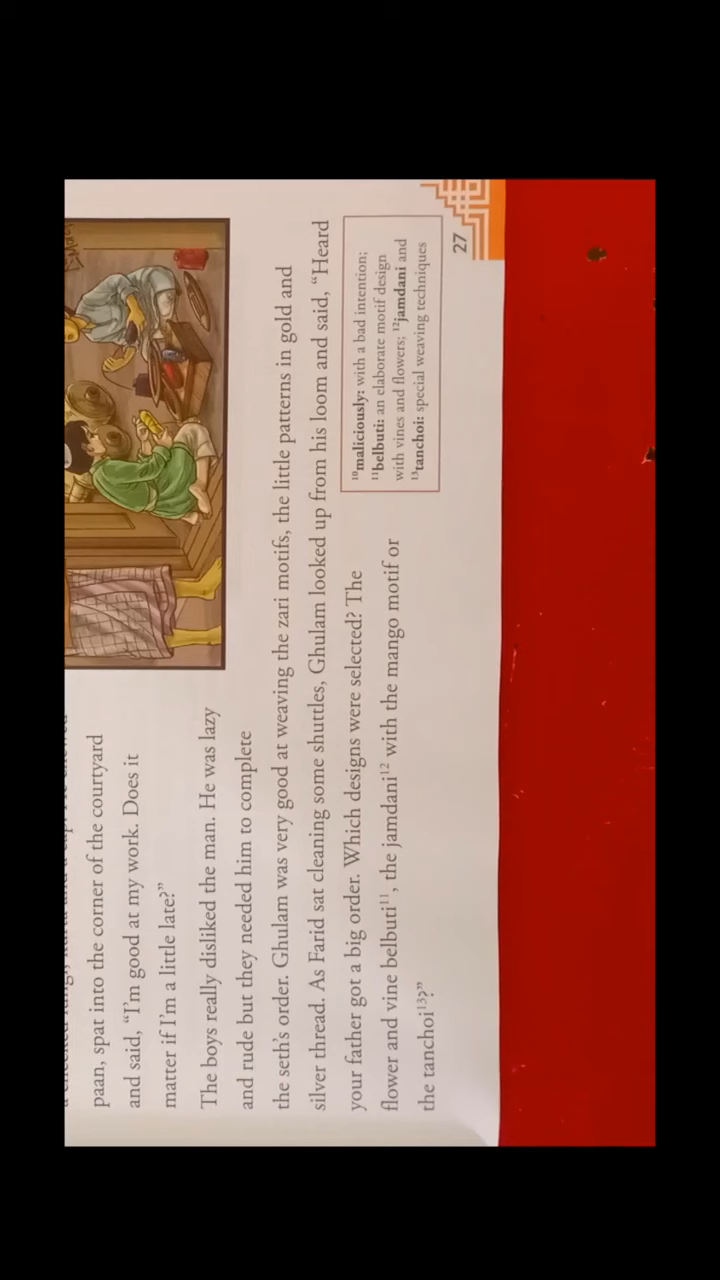 paan, spat into the corner of the courtyard
and said, “I’m good at my work. Does it
matter if I’m a little late?”
The boys really disliked the man. He was lazy
and rude but they needed him to complete
the seth’s order. Ghulam was very good at weaving the zari motifs, the little patterns in gold and
silver thread. As Farid sat cleaning some shuttles, Ghulam looked up from his loom and said, “Heard
your father got a big order. Which designs were selected? The
flower and vine belbuti¹¹, the jamdani¹² with the mango motif or
the tanchoi¹³?”
¹⁰maliciously: with a bad intention;
¹¹belbuti: an elaborate motif design
with vines and flowers; ¹²jamdani and
¹³tanchoi: special weaving techniques
27